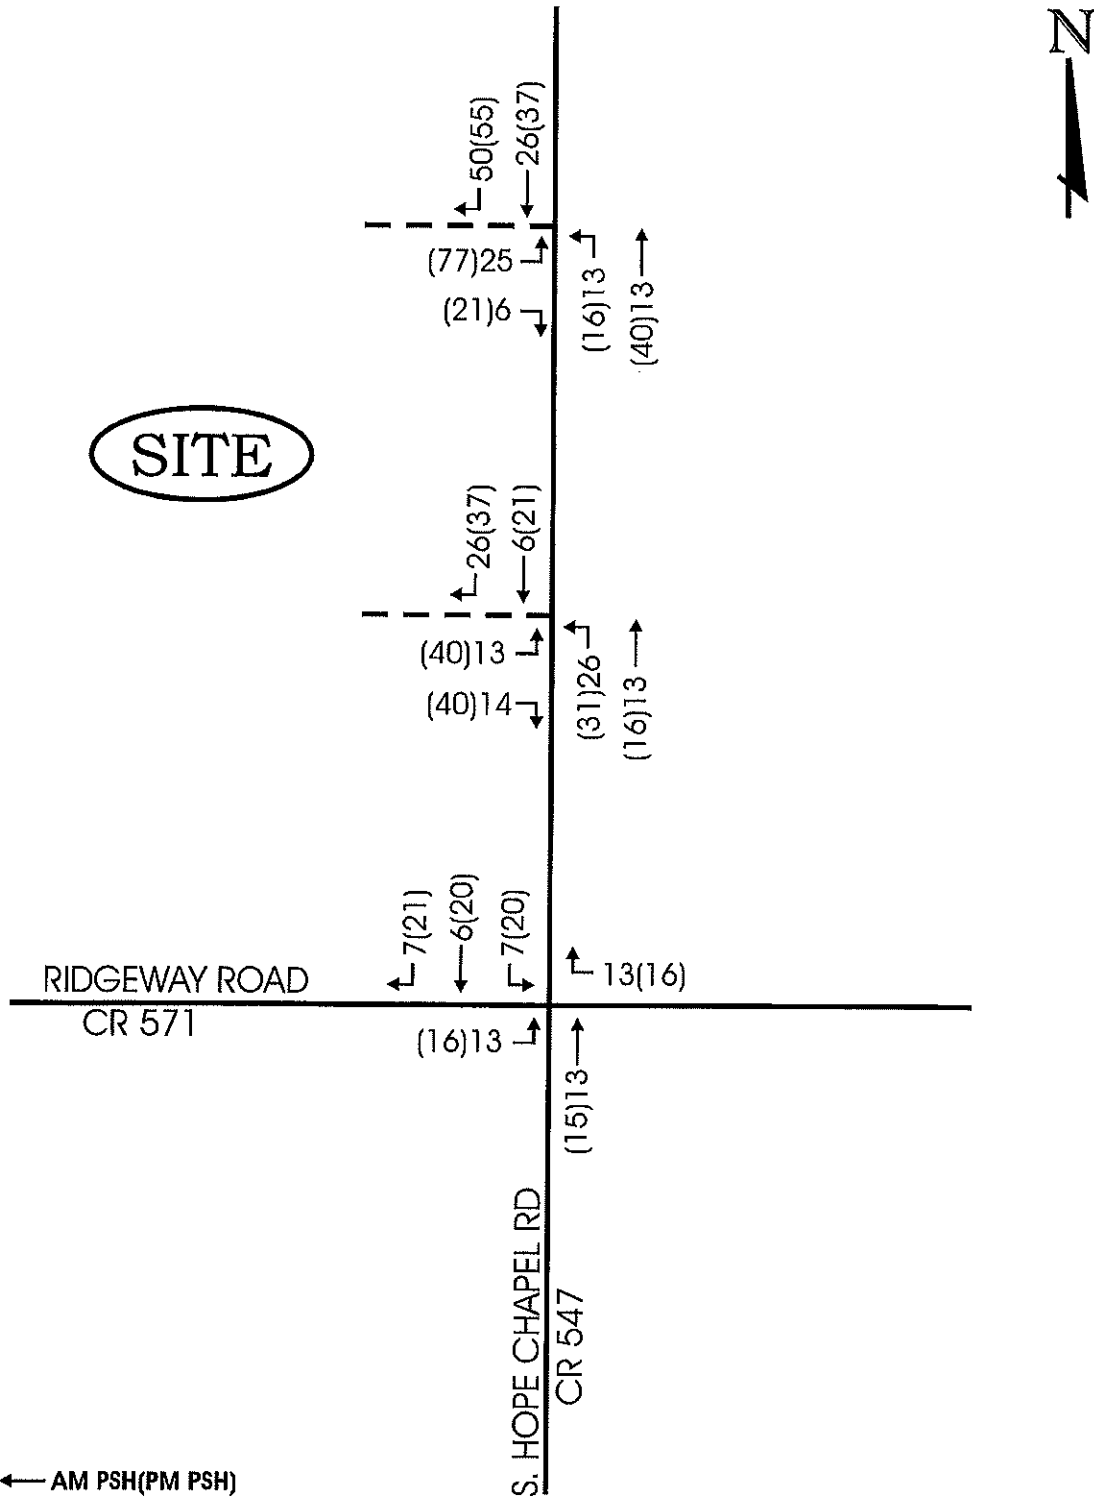 N
50(55)
26(37)
(77)25
(21)6
(16)13
(40)13
SITE
26(37)
6(21)
(40)13
(40)14
(31)26
(16)13
7(21)
6(20)
7(20)
13(16)
RIDGEWAY ROAD
CR 571
(16)13
(15)13
S. HOPE CHAPEL RD
CR 547
AM PSH(PM PSH)